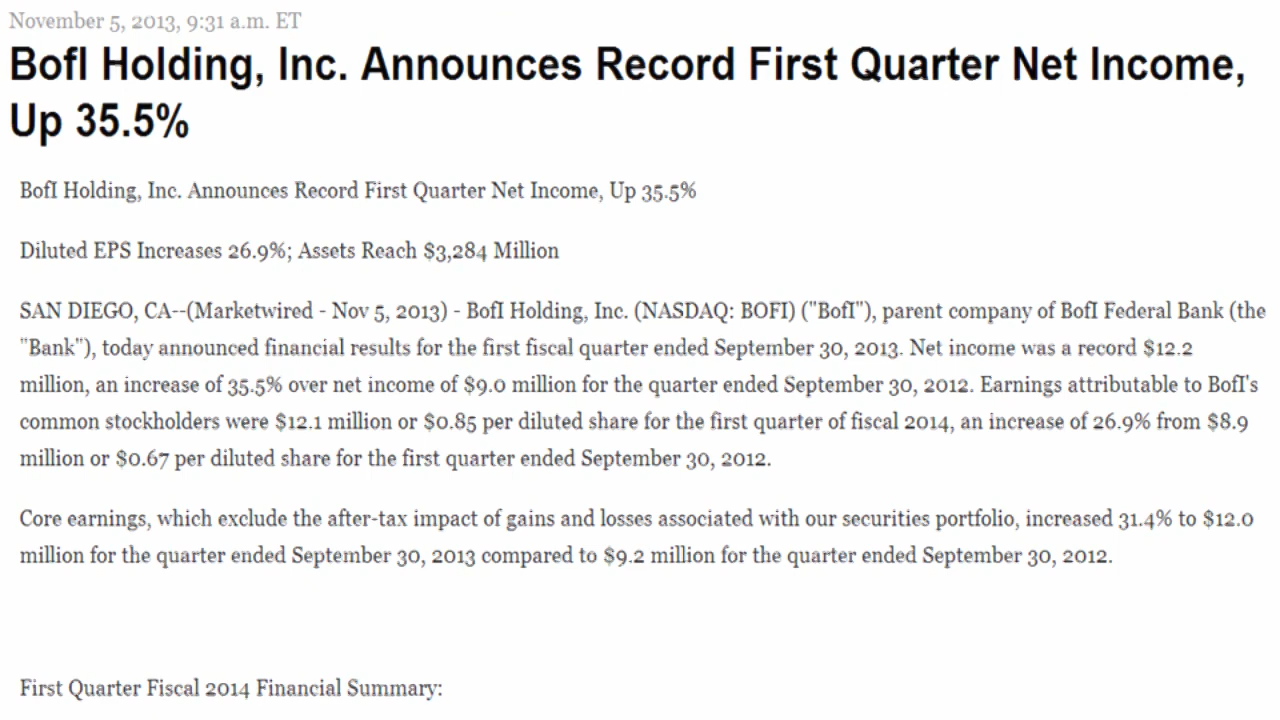 November 5, 2013, 9:31 a.m. ET
BofI Holding, Inc. Announces Record First Quarter Net Income,
Up 35.5%
BofI Holding, Inc. Announces Record First Quarter Net Income, Up 35.5%
Diluted EPS Increases 26.9%; Assets Reach $3,284 Million
SAN DIEGO, CA--(Marketwired - Nov 5, 2013) - BofI Holding, Inc. (NASDAQ: BOFI) ("BofI"), parent company of BofI Federal Bank (the
"Bank"), today announced financial results for the first fiscal quarter ended September 30, 2013. Net income was a record $12.2
million, an increase of 35.5% over net income of $9.0 million for the quarter ended September 30, 2012. Earnings attributable to BofI's
common stockholders were $12.1 million or $0.85 per diluted share for the first quarter of fiscal 2014, an increase of 26.9% from $8.9
million or $0.67 per diluted share for the first quarter ended September 30, 2012.
Core earnings, which exclude the after-tax impact of gains and losses associated with our securities portfolio, increased 31.4% to $12.0
million for the quarter ended September 30, 2013 compared to $9.2 million for the quarter ended September 30, 2012.
First Quarter Fiscal 2014 Financial Summary: